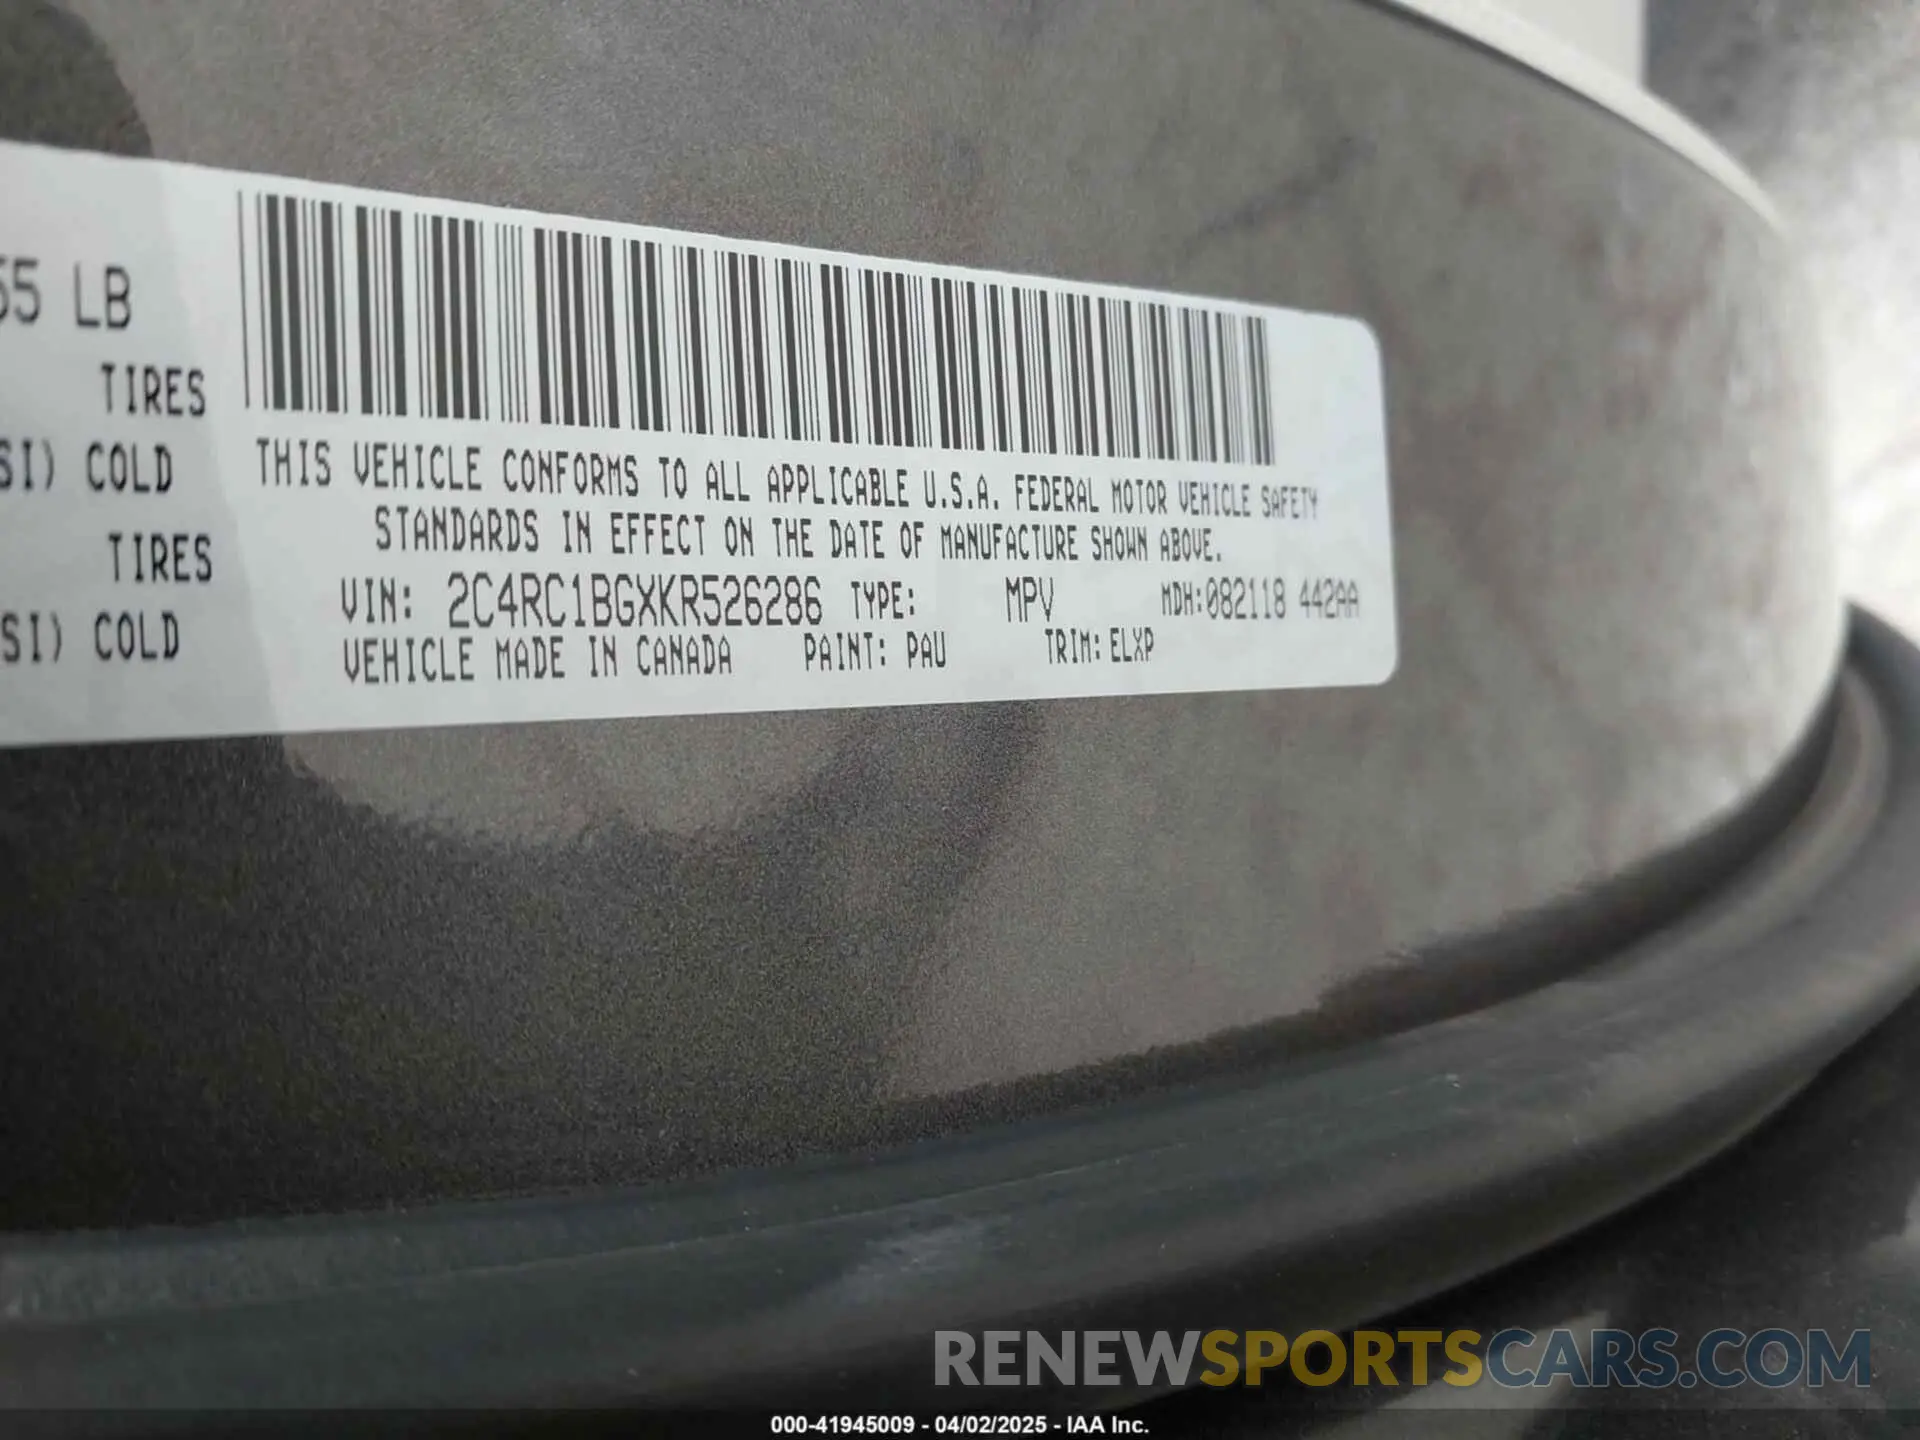 55 LB
TIRES
SI) COLD
TIRES
SI) COLD
THIS VEHICLE CONFORMS TO ALL APPLICABLE U.S.A. FEDERAL MOTOR VEHICLE SAFETY
STANDARDS IN EFFECT ON THE DATE OF MANUFACTURE SHOWN ABOVE.
VIN: 2C4RC1BGXKR526286 TYPE: MPV MDH:082118 442AA
VEHICLE MADE IN CANADA PAINT: PAU TRIM: ELXP
RENEWSPORTSCARS.COM
000-41945009 - 04/02/2025 - IAA Inc.